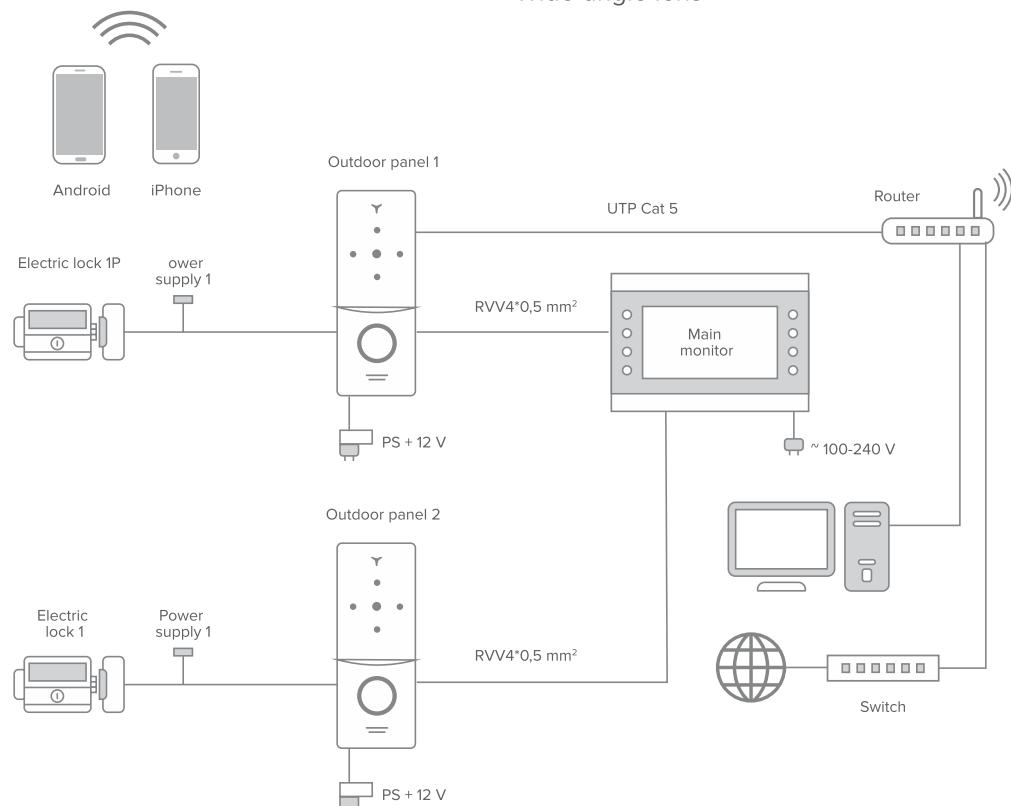 Android
iPhone
Outdoor panel 1
UTP Cat 5
Router
Electric lock 1P
ower
supply 1
RVV4*0,5 mm²
Main
monitor
PS + 12 V
~ 100-240 V
Outdoor panel 2
Electric
lock 1
Power
supply 1
RVV4*0,5 mm²
Switch
PS + 12 V